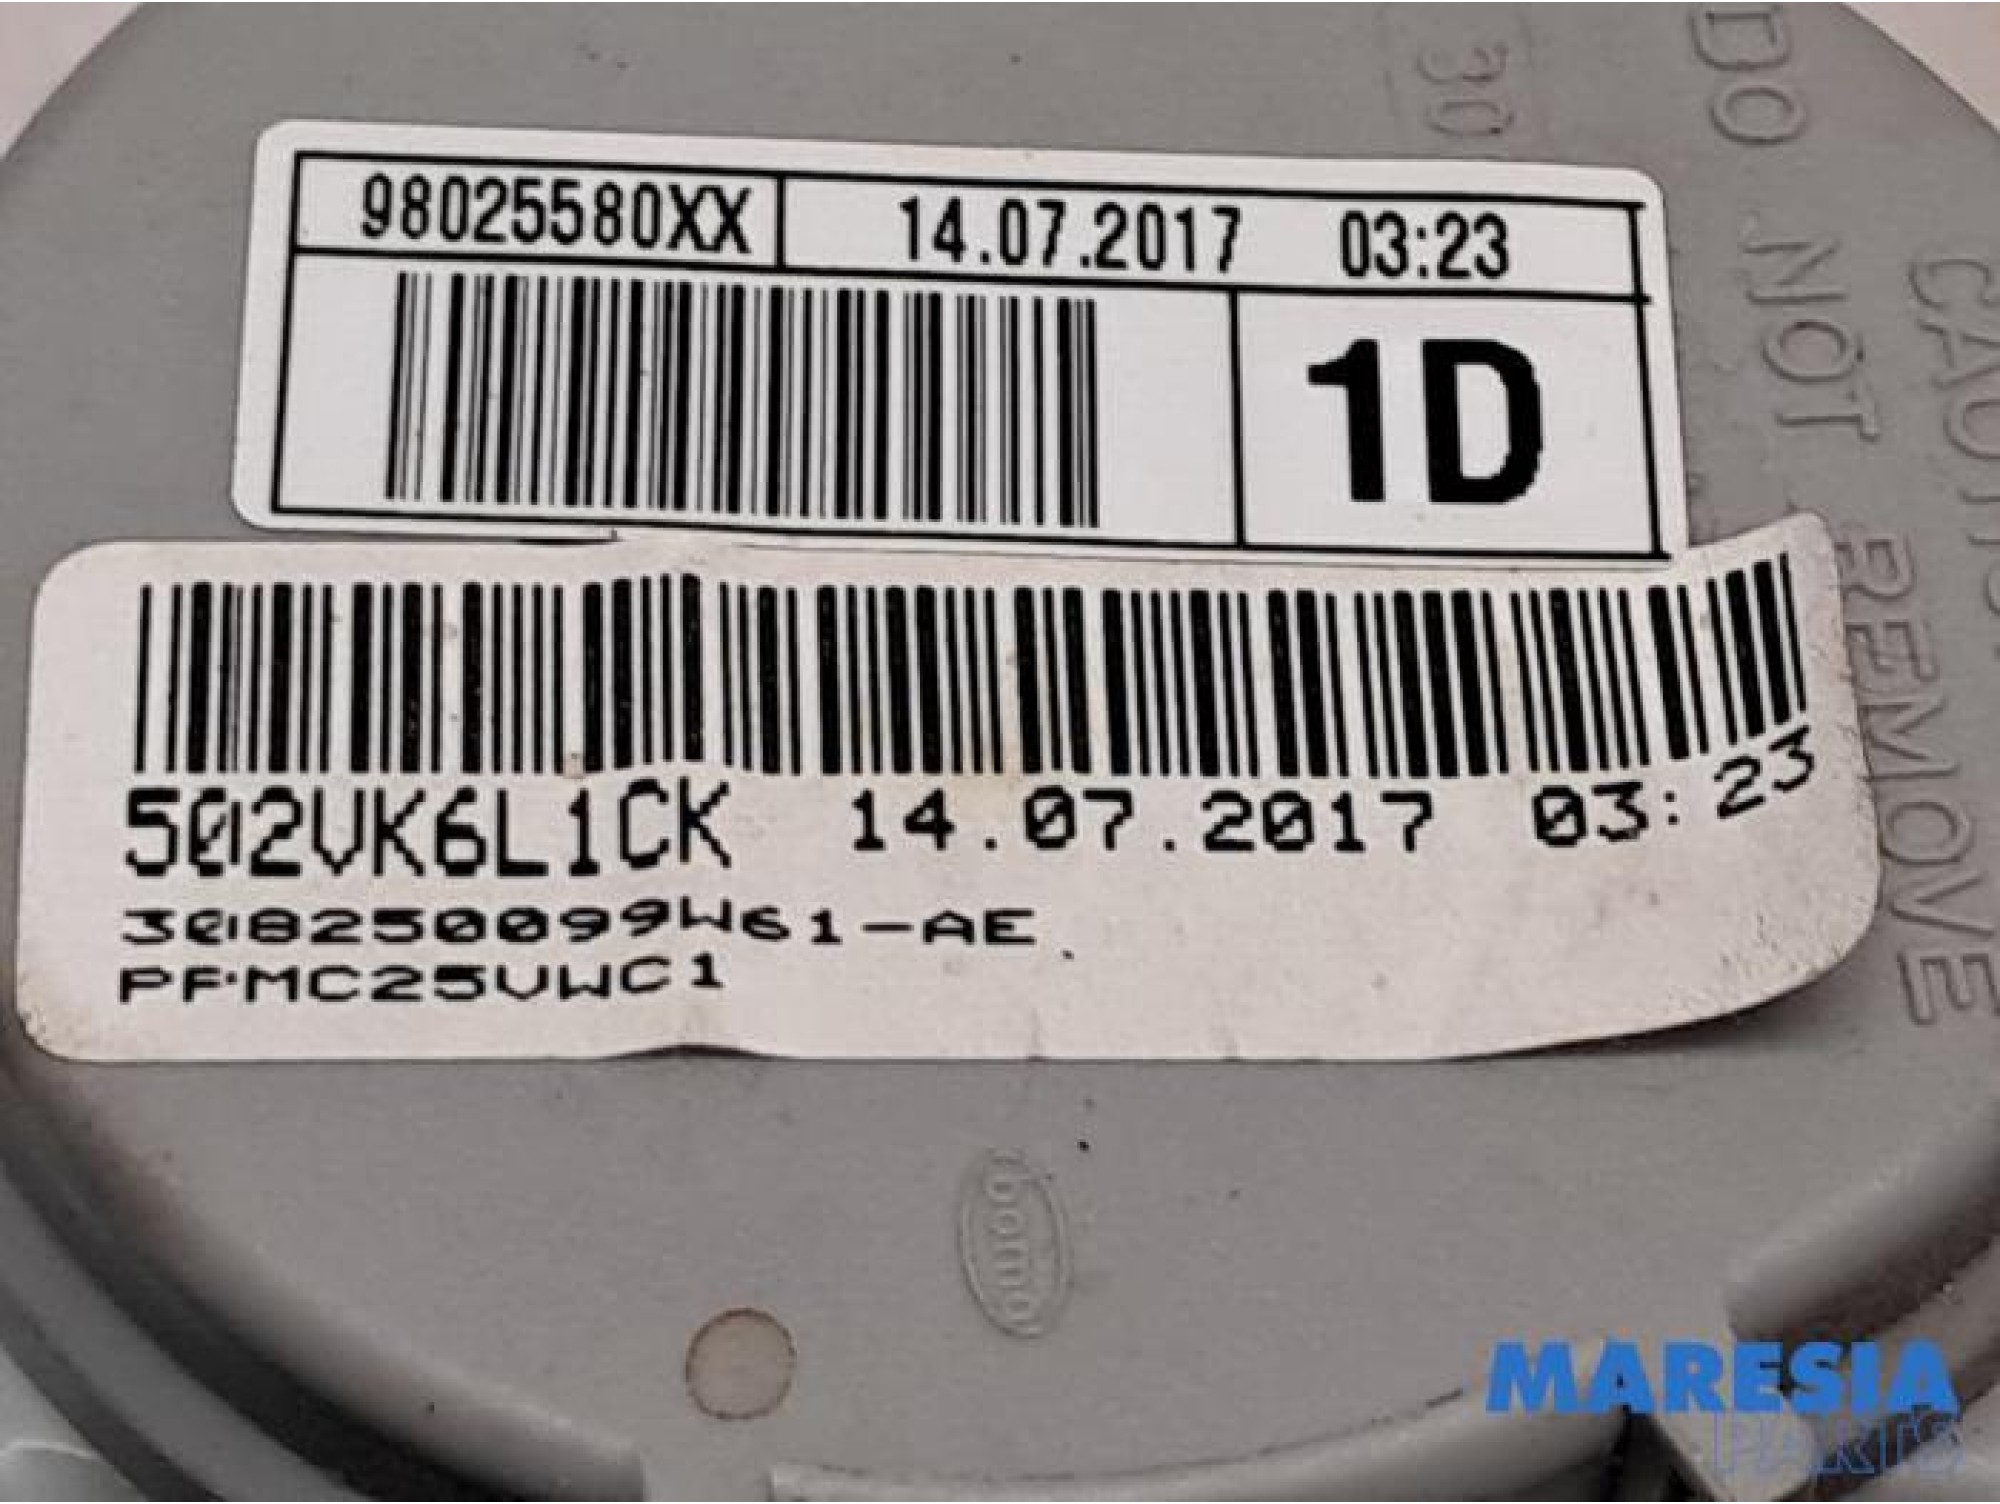 30
DO NOT REMOVE
98025580XX 14.07.2017 03:23
1D
502VK6L1CK 14.07.2017 03:23
308250099W61-AE
PF-MC25VWC1
MARESIA
PARTS